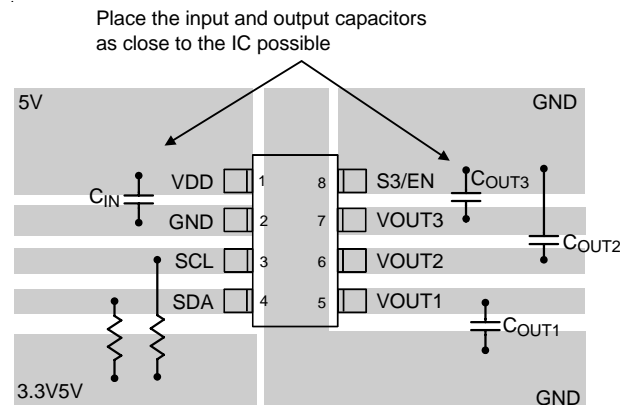 Place the input and output capacitors
as close to the IC possible
5V GND
VDD 1 8 S3/EN COUT3
CIN
GND 2 7 VOUT3
SCL 3 6 VOUT2 COUT2
SDA 4 5 VOUT1
COUT1
3.3V5V GND